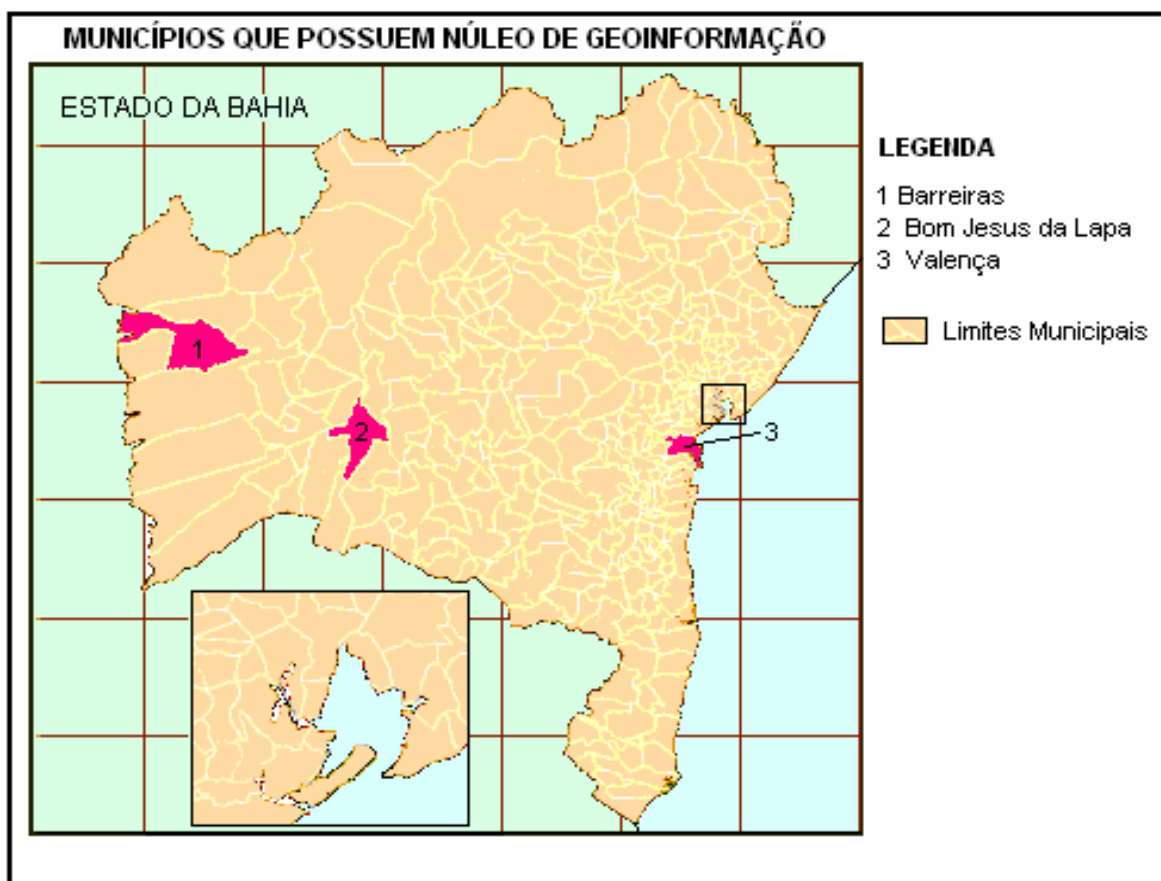 MUNICÍPIOS QUE POSSUEM NÚLEO DE GEOINFORMAÇÃO
ESTADO DA BAHIA
LEGENDA
1 Barreiras
2 Bom Jesus da Lapa
3 Valença
Limites Municipais
1
2
3